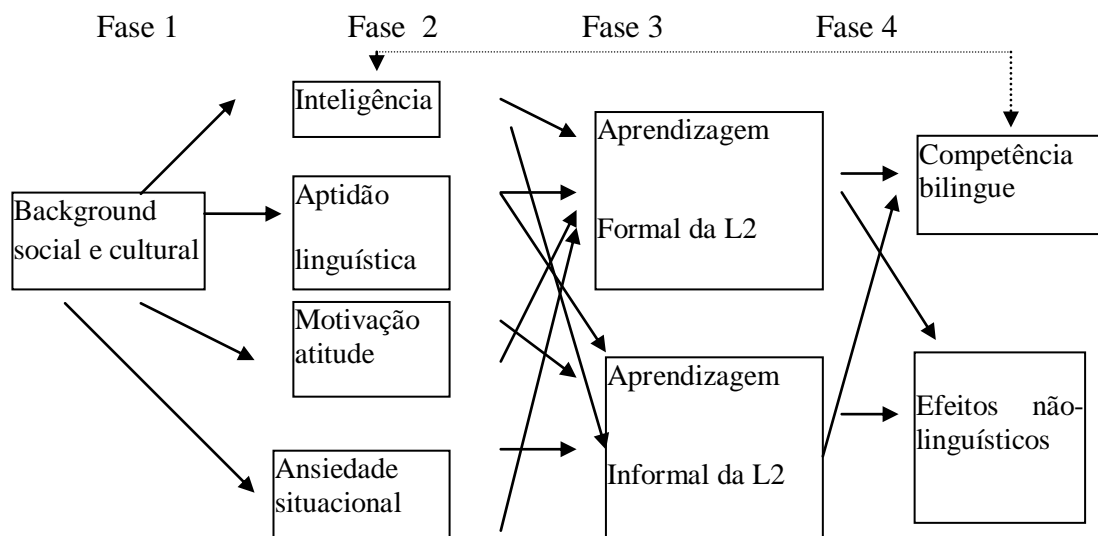 Fase 1 Fase 2 Fase 3 Fase 4
Inteligência
Aptidão
linguística
Background
social e cultural
Motivação
atitude
Ansiedade
situacional
Aprendizagem
Formal da L2
Aprendizagem
Informal da L2
Competência
bilingue
Efeitos não-
linguísticos